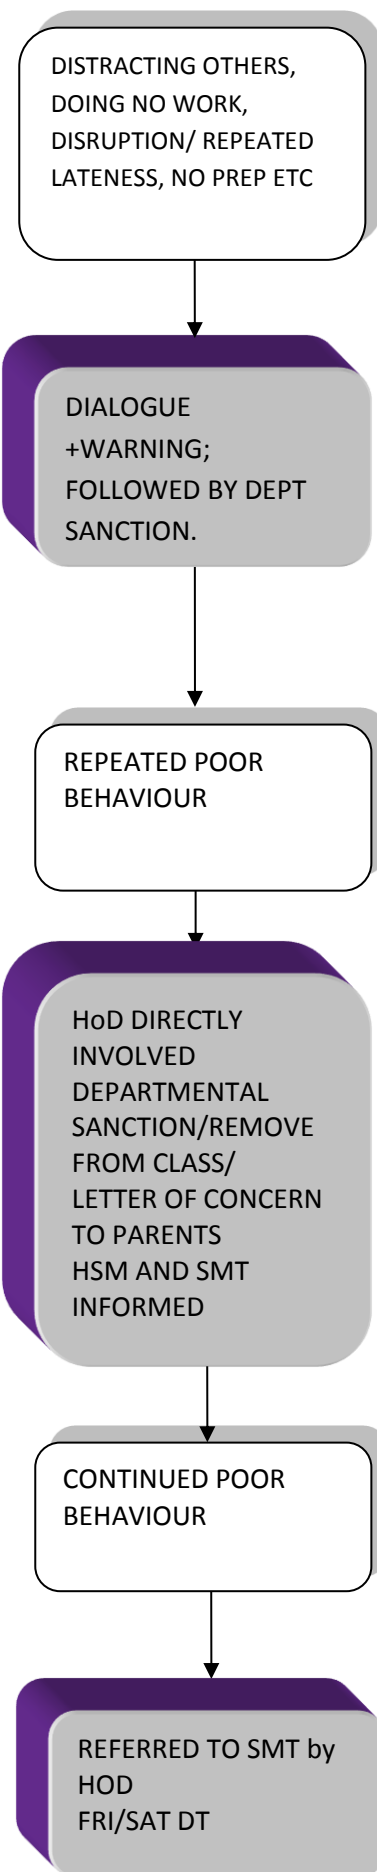 DISTRACTING OTHERS,
DOING NO WORK,
DISRUPTION/ REPEATED
LATENESS, NO PREP ETC
DIALOGUE
+WARNING;
FOLLOWED BY DEPT
SANCTION.
REPEATED POOR
BEHAVIOUR
HoD DIRECTLY
INVOLVED
DEPARTMENTAL
SANCTION/REMOVE
FROM CLASS/
LETTER OF CONCERN
TO PARENTS
HSM AND SMT
INFORMED
CONTINUED POOR
BEHAVIOUR
REFERRED TO SMT by
HOD
FRI/SAT DT